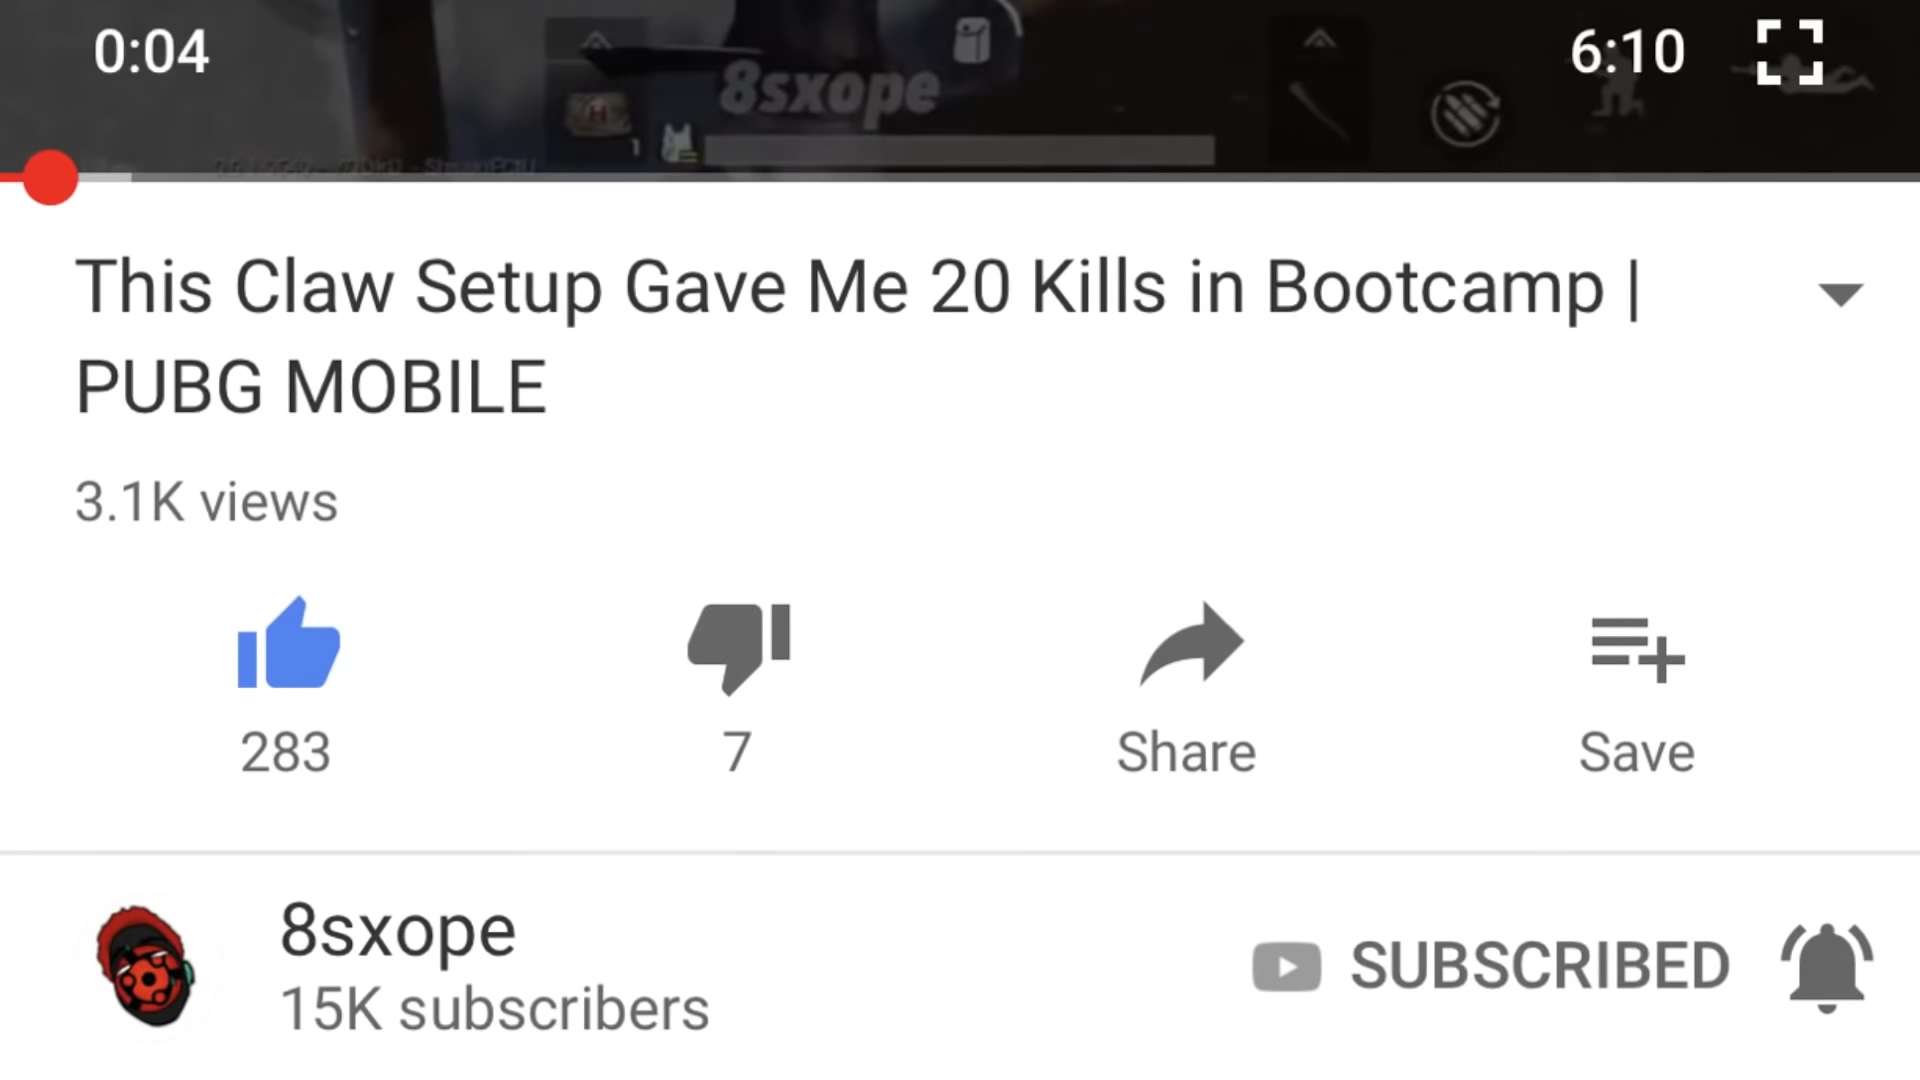 0:04
6:10
8sxope
This Claw Setup Gave Me 20 Kills in Bootcamp |
PUBG MOBILE
3.1K views
283
7
Share
Save
8sxope
15K subscribers
SUBSCRIBED